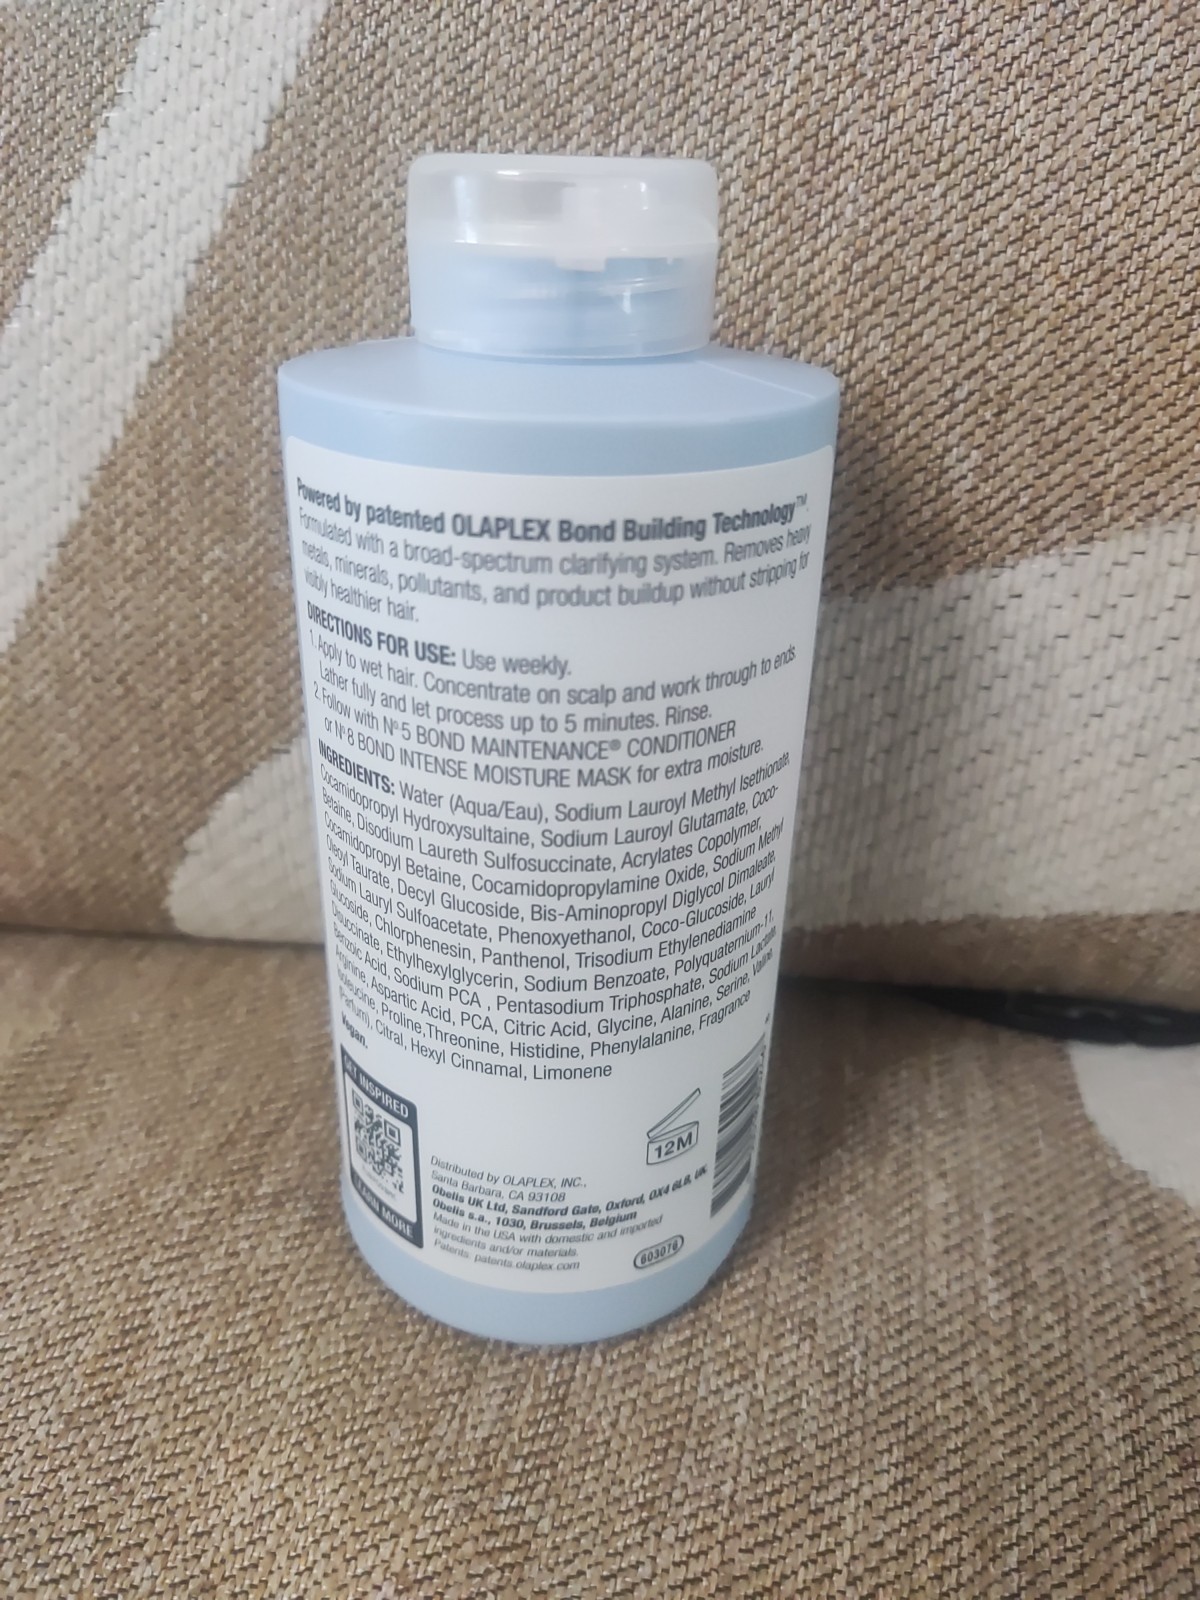 Powered by patented OLAPLEX Bond Building Technology™.
Formulated with a broad-spectrum clarifying system. Removes heavy
metals, minerals, pollutants, and product buildup without stripping for
visibly healthier hair.
DIRECTIONS FOR USE: Use weekly.
1. Apply to wet hair. Concentrate on scalp and work through to ends.
Lather fully and let process up to 5 minutes. Rinse.
2. Follow with Nº5 BOND MAINTENANCE® CONDITIONER
or Nº8 BOND INTENSE MOISTURE MASK for extra moisture.
INGREDIENTS: Water (Aqua/Eau), Sodium Lauroyl Methyl Isethionate,
Cocamidopropyl Hydroxysultaine, Sodium Lauroyl Glutamate, Coco-
Betaine, Disodium Laureth Sulfosuccinate, Acrylates Copolymer,
Cocamidopropyl Betaine, Cocamidopropylamine Oxide, Sodium Methyl
Oleoyl Taurate, Decyl Glucoside, Bis-Aminopropyl Diglycol Dimaleate,
Sodium Lauryl Sulfoacetate, Phenoxyethanol, Coco-Glucoside, Lauryl
Glucoside, Chlorphenesin, Panthenol, Trisodium Ethylenediamine
Disuccinate, Ethylhexylglycerin, Sodium Benzoate, Polyquaternium-11,
Benzoic Acid, Sodium PCA , Pentasodium Triphosphate, Sodium Lactate,
Arginine, Aspartic Acid, PCA, Citric Acid, Glycine, Alanine, Serine, Valine,
Isoleucine, Proline,Threonine, Histidine, Phenylalanine, Fragrance
(Parfum), Citral, Hexyl Cinnamal, Limonene
Vegan.
GET INSPIRED
LEARN MORE
Distributed by OLAPLEX, INC.,
Santa Barbara, CA 93108
Obelis UK Ltd, Sandford Gate, Oxford, OX4 6LB, UK
Obelis s.a., 1030, Brussels, Belgium
Made in the USA with domestic and imported
ingredients and/or materials.
Patents: patents.olaplex.com
12M
603076